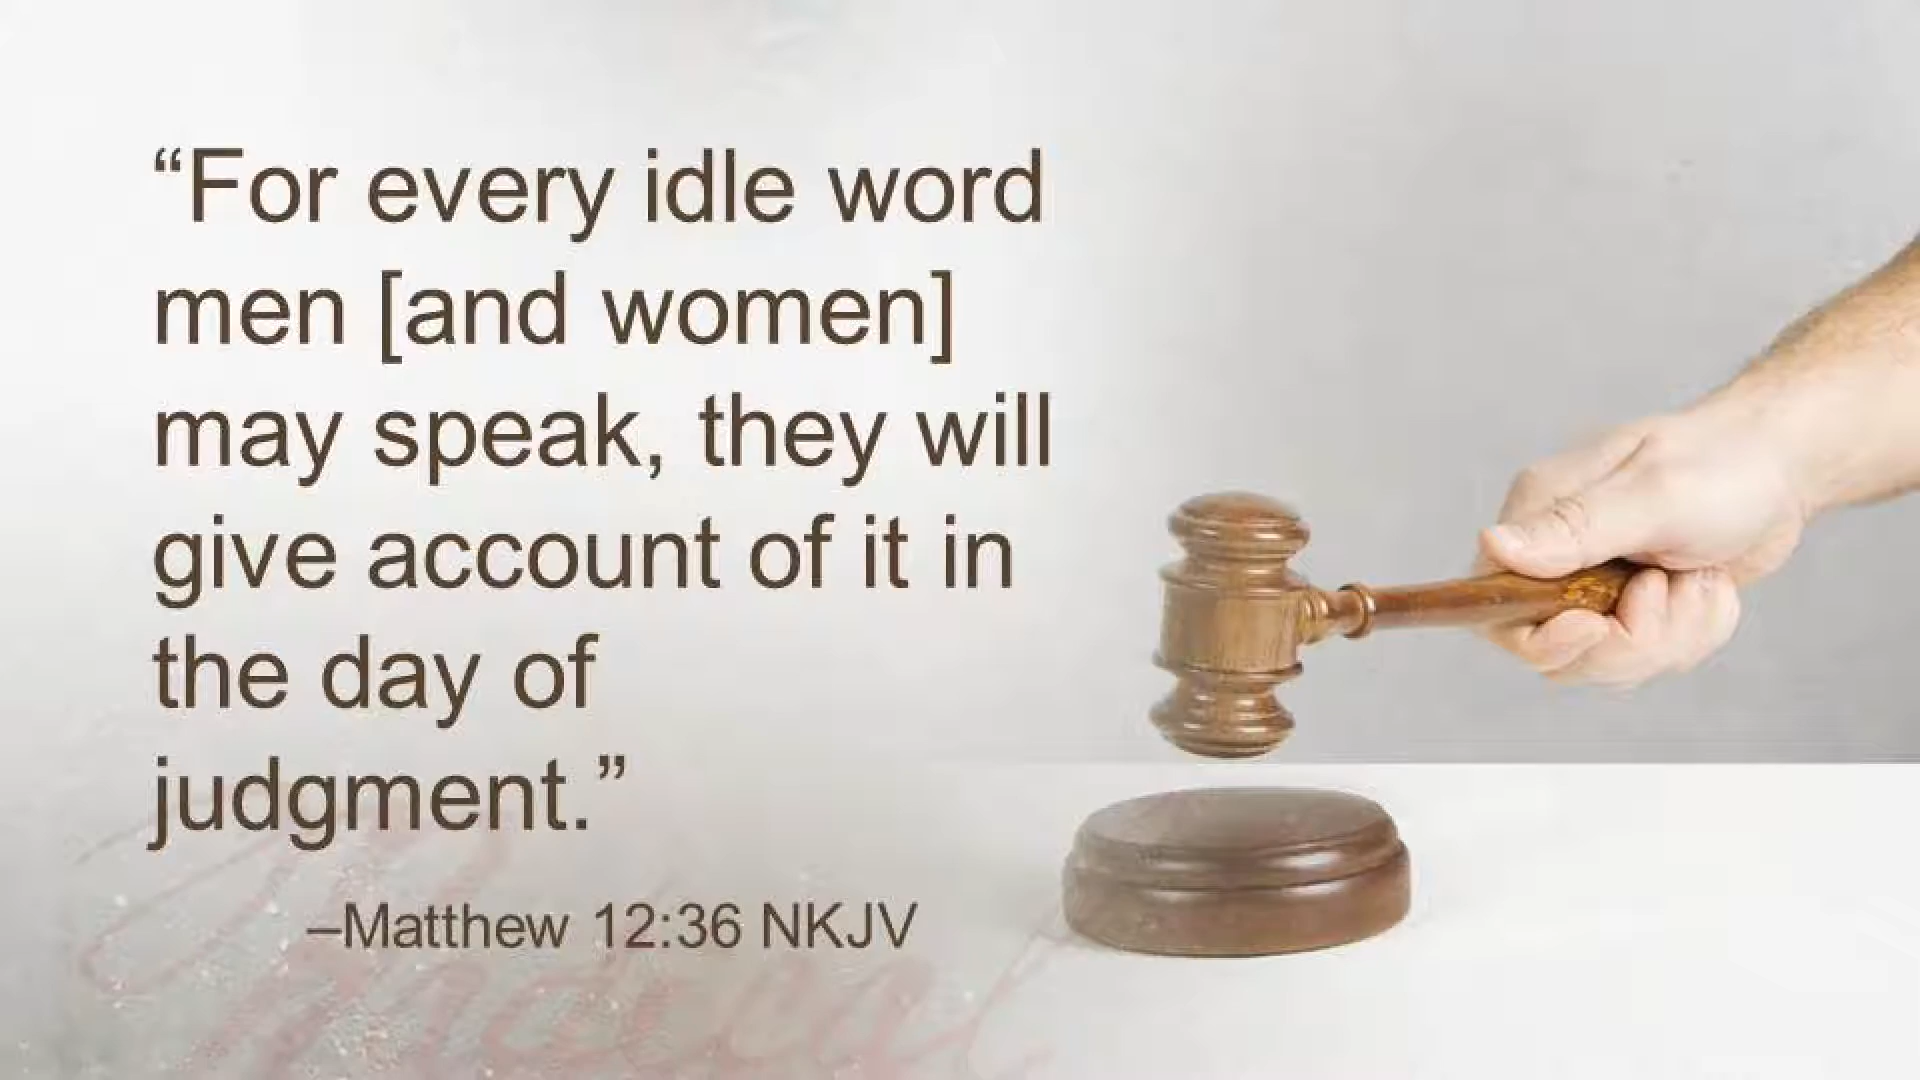 “For every idle word
men [and women]
may speak, they will
give account of it in
the day of
judgment.”
–Matthew 12:36 NKJV